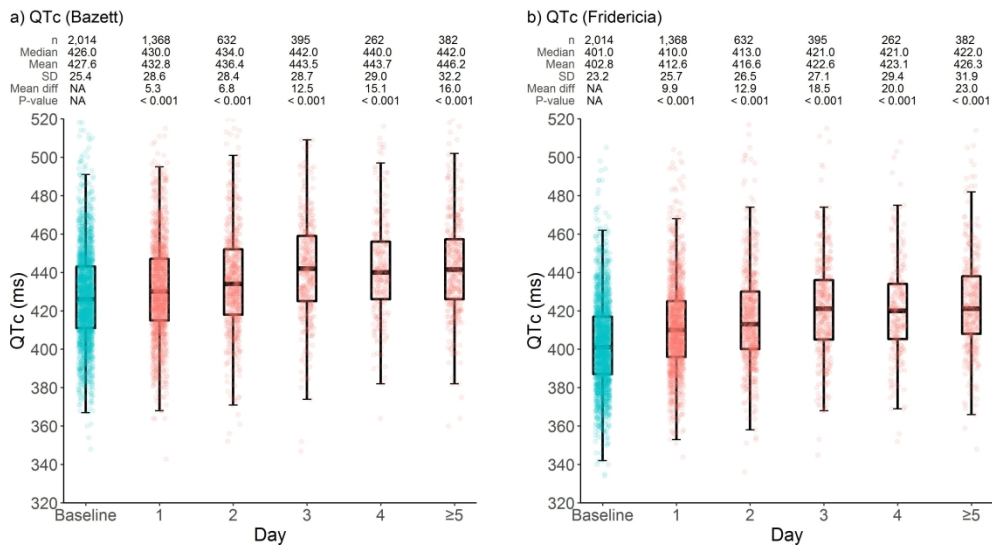 a) QTc (Bazett)
n 2,014 1,368 632 395 262 382
Median 426.0 430.0 434.0 442.0 440.0 442.0
Mean 427.6 432.8 436.4 443.5 443.7 446.2
SD 25.4 28.6 28.4 28.7 29.0 32.2
Mean diff NA 5.3 6.8 12.5 15.1 16.0
P-value NA < 0.001 < 0.001 < 0.001 < 0.001 < 0.001
520
500
480
460
440
420
400
380
360
340
320
QTc (ms)
Baseline 1 2 3 4 ≥5
Day
b) QTc (Fridericia)
n 2,014 1,368 632 395 262 382
Median 401.0 410.0 413.0 421.0 421.0 422.0
Mean 402.8 412.6 416.6 422.6 423.1 426.3
SD 23.2 25.7 26.5 27.1 29.4 31.9
Mean diff NA 9.9 12.9 18.5 20.0 23.0
P-value NA < 0.001 < 0.001 < 0.001 < 0.001 < 0.001
520
500
480
460
440
420
400
380
360
340
320
QTc (ms)
Baseline 1 2 3 4 ≥5
Day